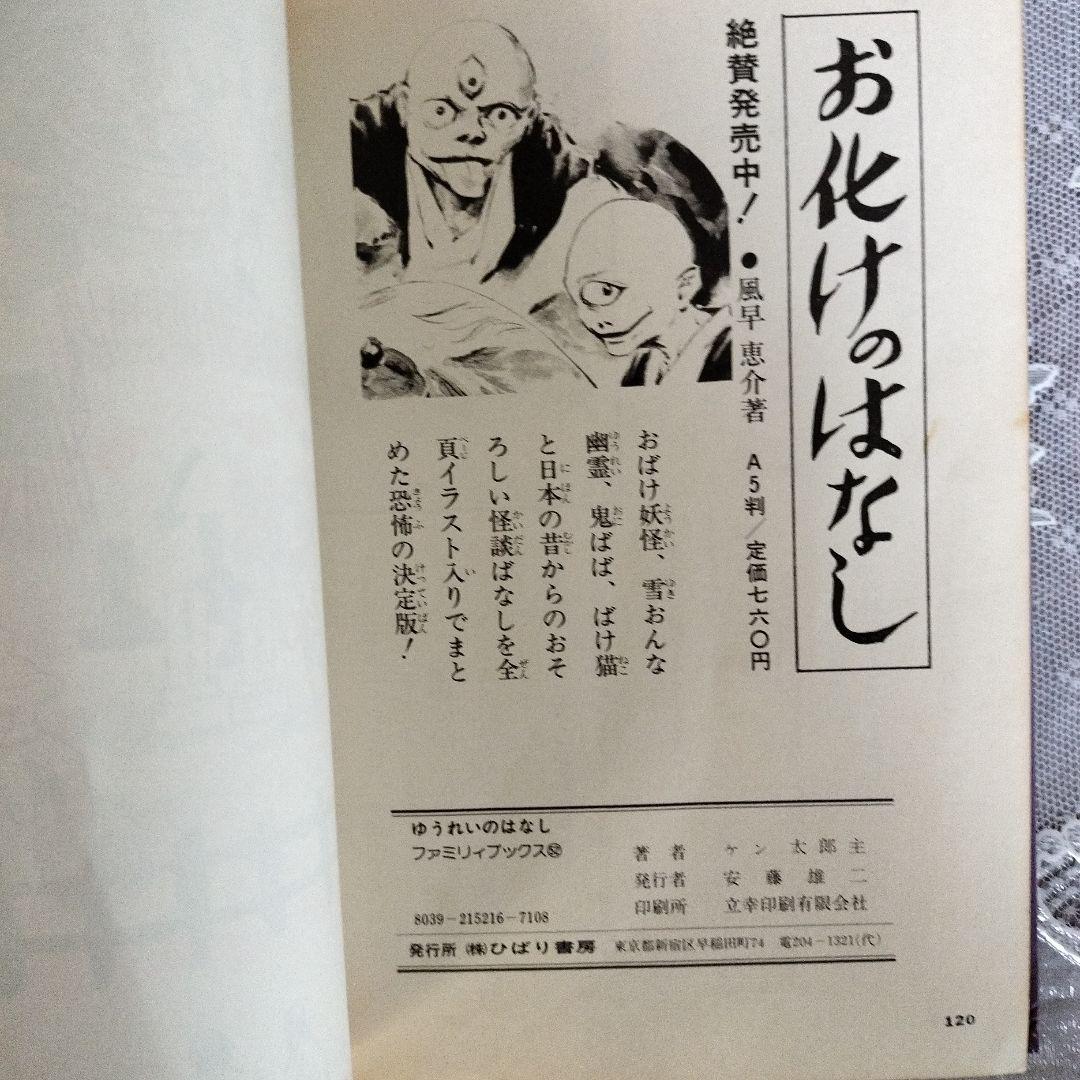 お化けのはなし
絶賛発売中！●風早恵介著 A5判／定価七六〇円
おばけ妖怪、雪おんな
幽霊、鬼ばば、ばけ猫
と日本の昔からのおそ
ろしい怪談ばなしを全
頁イラスト入りでまと
めた恐怖の決定版！
ゆうれいのはなし
ファミリィブックス㊾
著者 ケン太郎主
発行者 安藤雄二
印刷所 立幸印刷有限会社
8039-215216-7108
発行所 (株)ひばり書房 東京都新宿区早稲田町74 電204-1321(代)
120